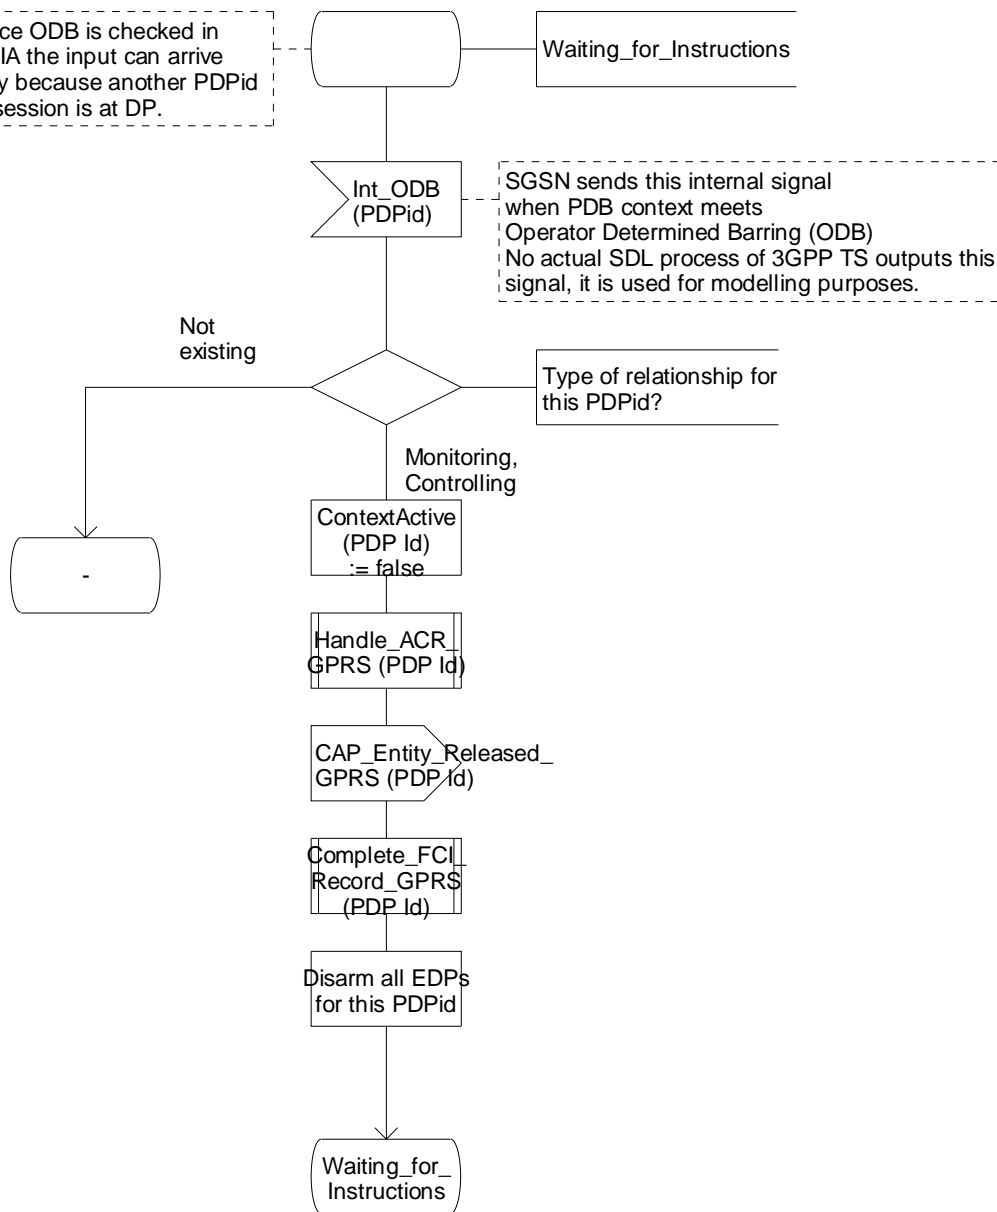 ce ODB is checked in
IA the input can arrive
y because another PDPid
session is at DP.
Waiting_for_Instructions
Int_ODB
(PDPid)
SGSN sends this internal signal
when PDB context meets
Operator Determined Barring (ODB)
No actual SDL process of 3GPP TS outputs this
signal, it is used for modelling purposes.
Not
existing
Type of relationship for
this PDPid?
Monitoring,
Controlling
ContextActive
(PDP Id)
:= false
-
Handle_ACR_
GPRS (PDP Id)
CAP_Entity_Released_
GPRS (PDP Id)
Complete_FCI_
Record_GPRS
(PDP Id)
Disarm all EDPs
for this PDPid
Waiting_for_
Instructions